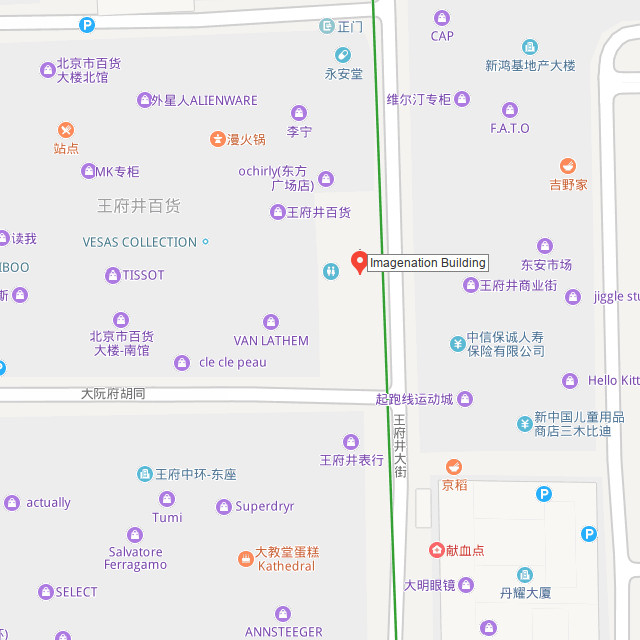 正门
CAP
北京市百货
大楼北馆
永安堂
新鸿基地产大楼
外星人ALIENWARE
维尔汀专柜
李宁
F.A.T.O
站点
漫火锅
MK专柜
ochirly(东方
广场店)
吉野家
王府井百货
王府井百货
读我
VESAS COLLECTION
IBOO
Imagenation Building
东安市场
TISSOT
王府井商业街
斯
jiggle stu
北京市百货
大楼-南馆
VAN LATHEM
中信保诚人寿
保险有限公司
cle cle peau
Hello Kitt
大阮府胡同
起跑线运动城
王府井大街
新中国儿童用品
商店三木比迪
王府井表行
王府中环-东座
京稻
actually
Tumi
Superdryr
Salvatore
Ferragamo
大教堂蛋糕
Kathedral
献血点
SELECT
大明眼镜
丹耀大厦
ANNSTEEGER